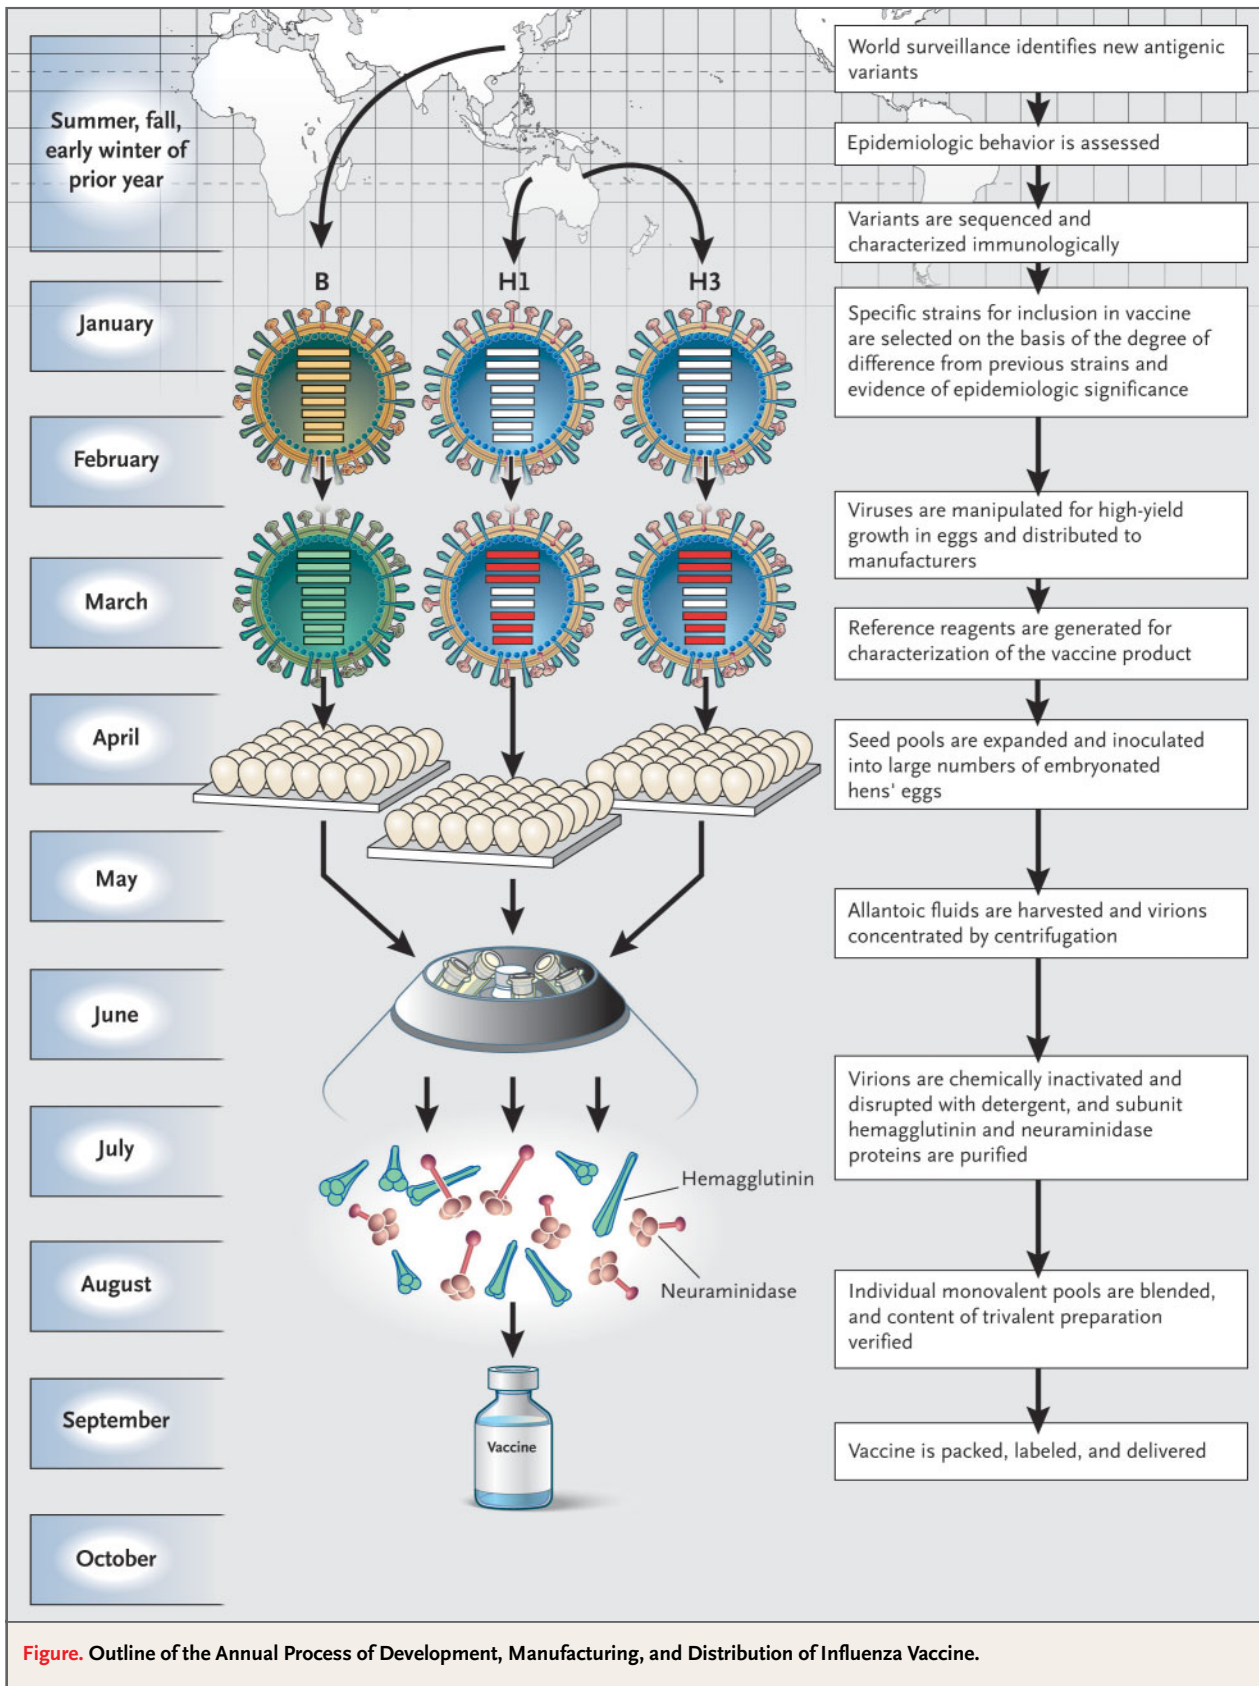 Summer, fall,
early winter of
prior year
January
February
March
April
May
June
July
August
September
October
B
H1
H3
Hemagglutinin
Neuraminidase
Vaccine
World surveillance identifies new antigenic
variants
Epidemiologic behavior is assessed
Variants are sequenced and
characterized immunologically
Specific strains for inclusion in vaccine
are selected on the basis of the degree of
difference from previous strains and
evidence of epidemiologic significance
Viruses are manipulated for high-yield
growth in eggs and distributed to
manufacturers
Reference reagents are generated for
characterization of the vaccine product
Seed pools are expanded and inoculated
into large numbers of embryonated
hens' eggs
Allantoic fluids are harvested and virions
concentrated by centrifugation
Virions are chemically inactivated and
disrupted with detergent, and subunit
hemagglutinin and neuraminidase
proteins are purified
Individual monovalent pools are blended,
and content of trivalent preparation
verified
Vaccine is packed, labeled, and delivered
Figure. Outline of the Annual Process of Development, Manufacturing, and Distribution of Influenza Vaccine.